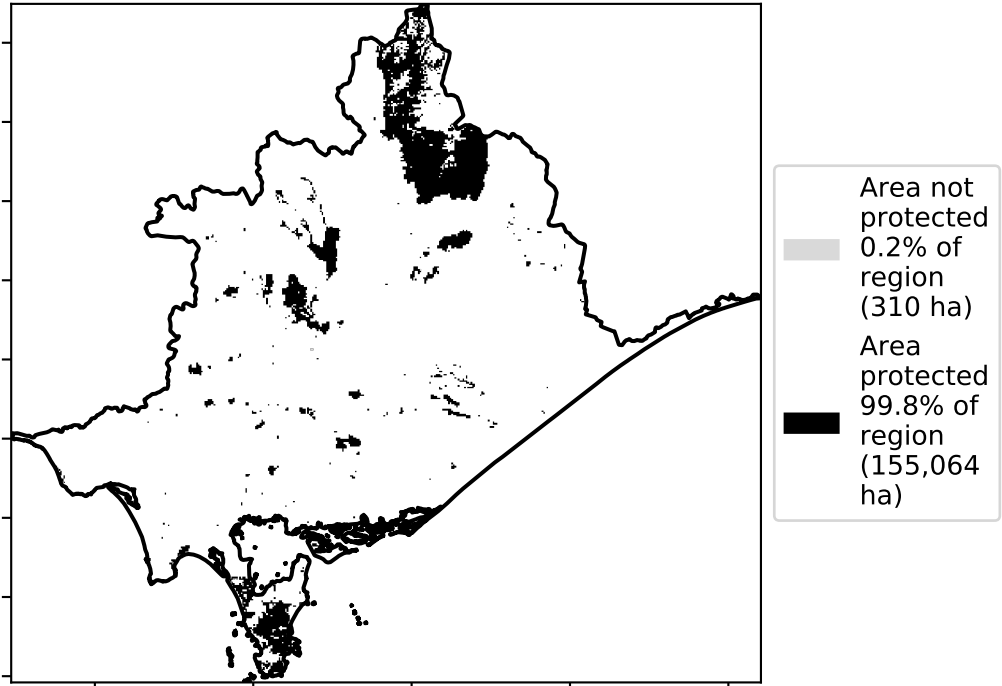 Area not
protected
0.2% of
region
(310 ha)
Area
protected
99.8% of
region
(155,064
ha)